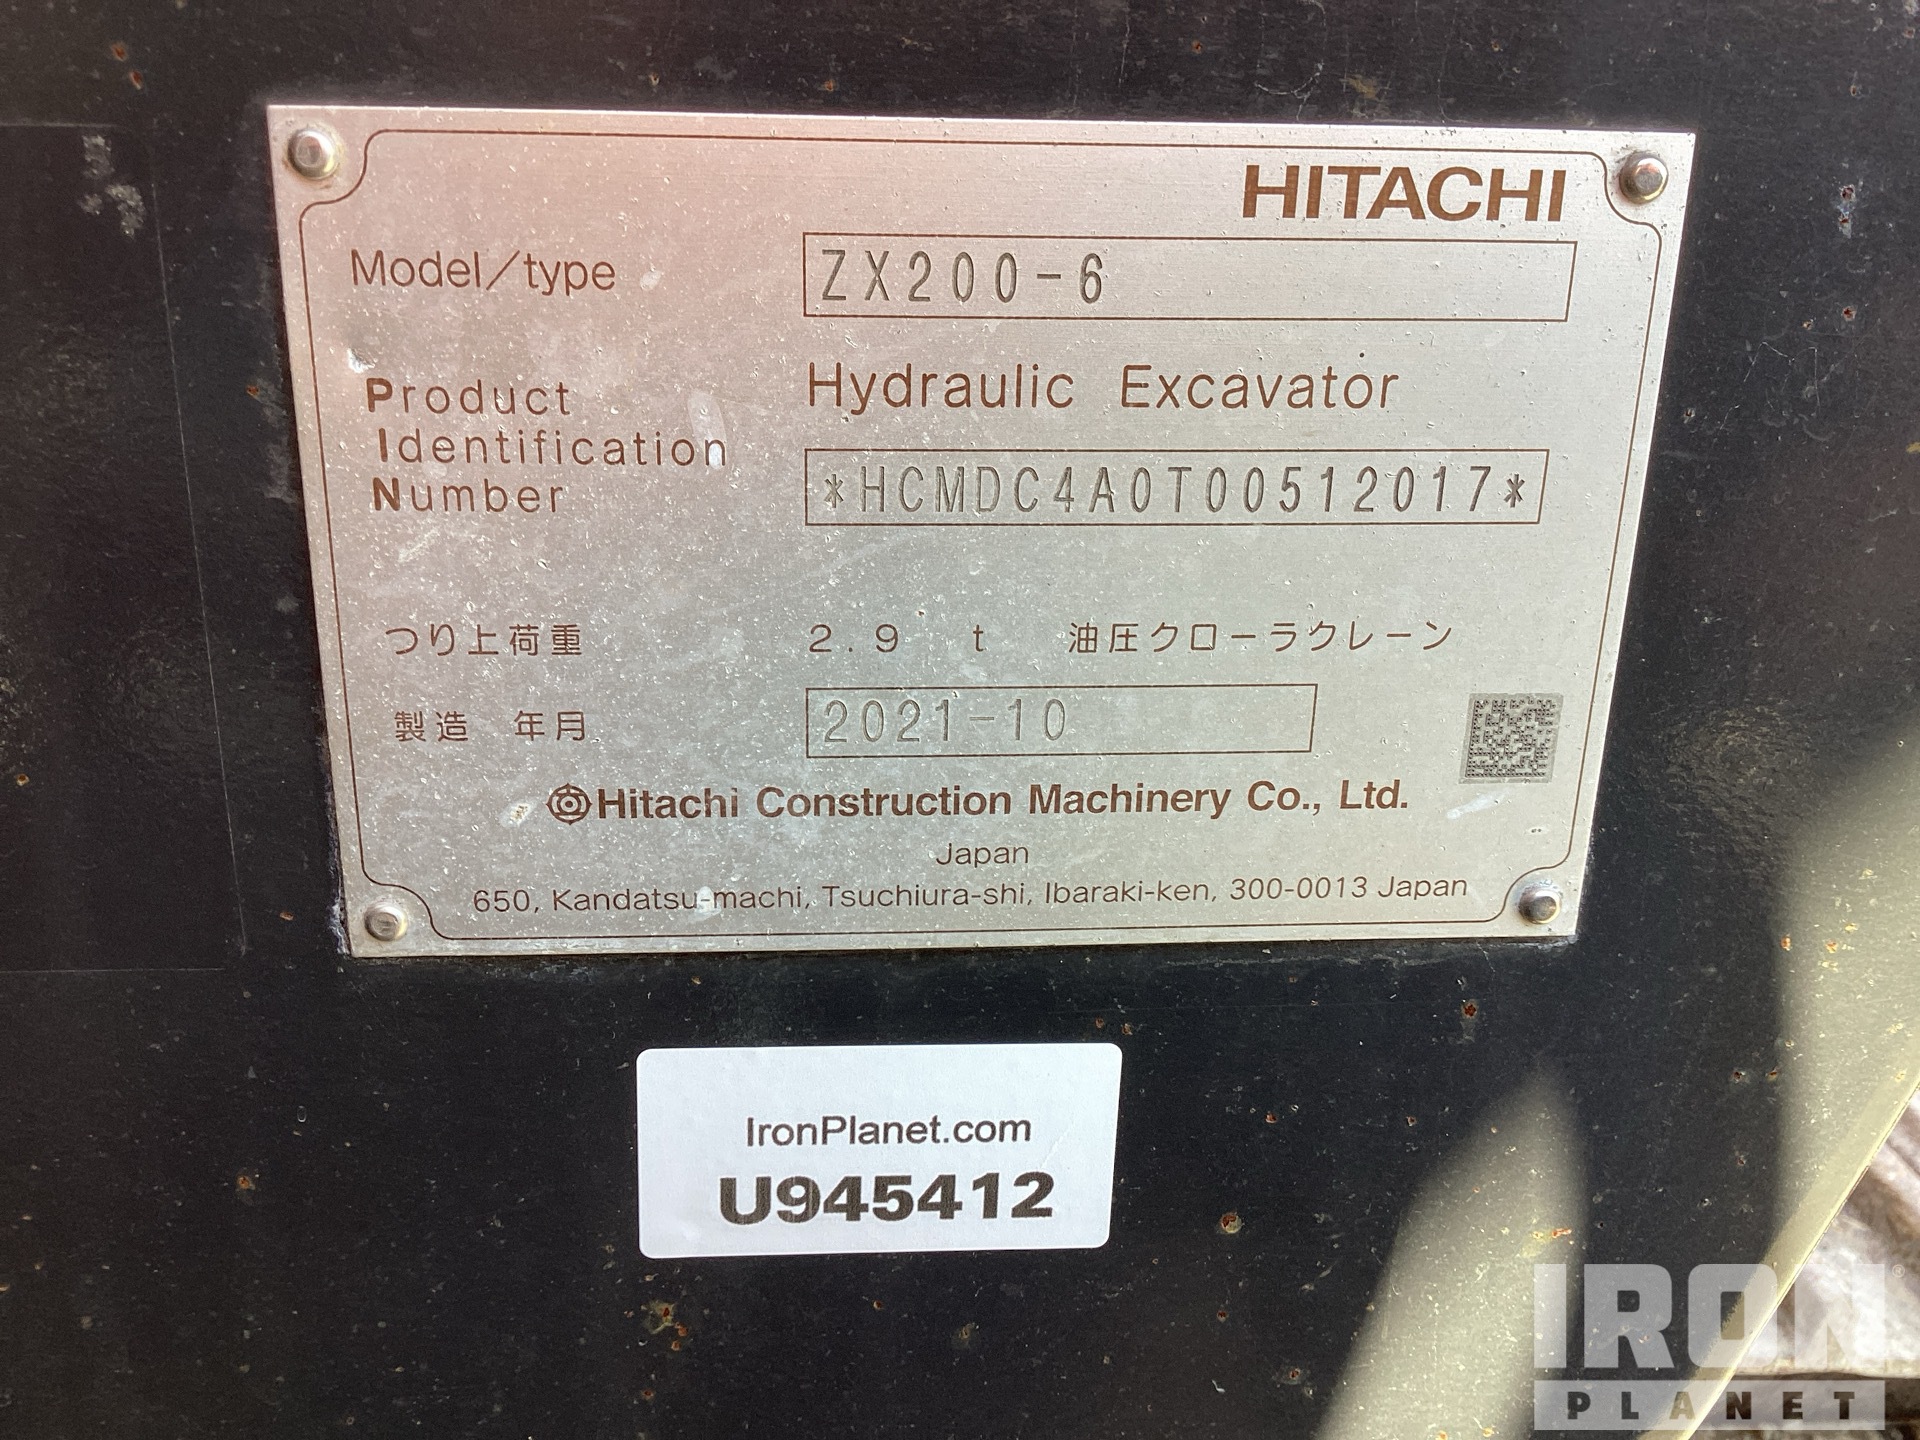 HITACHI
Model/type ZX200-6
Hydraulic Excavator
Product
Identification
Number *HCMDC4A0T00512017*
つり上荷重 2.9 t 油圧クローラクレーン
製造 年月 2021-10
Hitachi Construction Machinery Co., Ltd.
Japan
650, Kandatsu-machi, Tsuchiura-shi, Ibaraki-ken, 300-0013 Japan
IronPlanet.com
U945412
IRON
PLANET